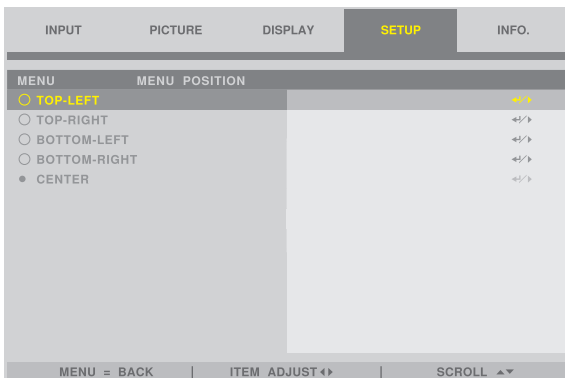 INPUT PICTURE DISPLAY SETUP INFO.
MENU MENU POSITION
TOP-LEFT
TOP-RIGHT
BOTTOM-LEFT
BOTTOM-RIGHT
CENTER
MENU = BACK | ITEM ADJUST◂▸ | SCROLL ▴▾